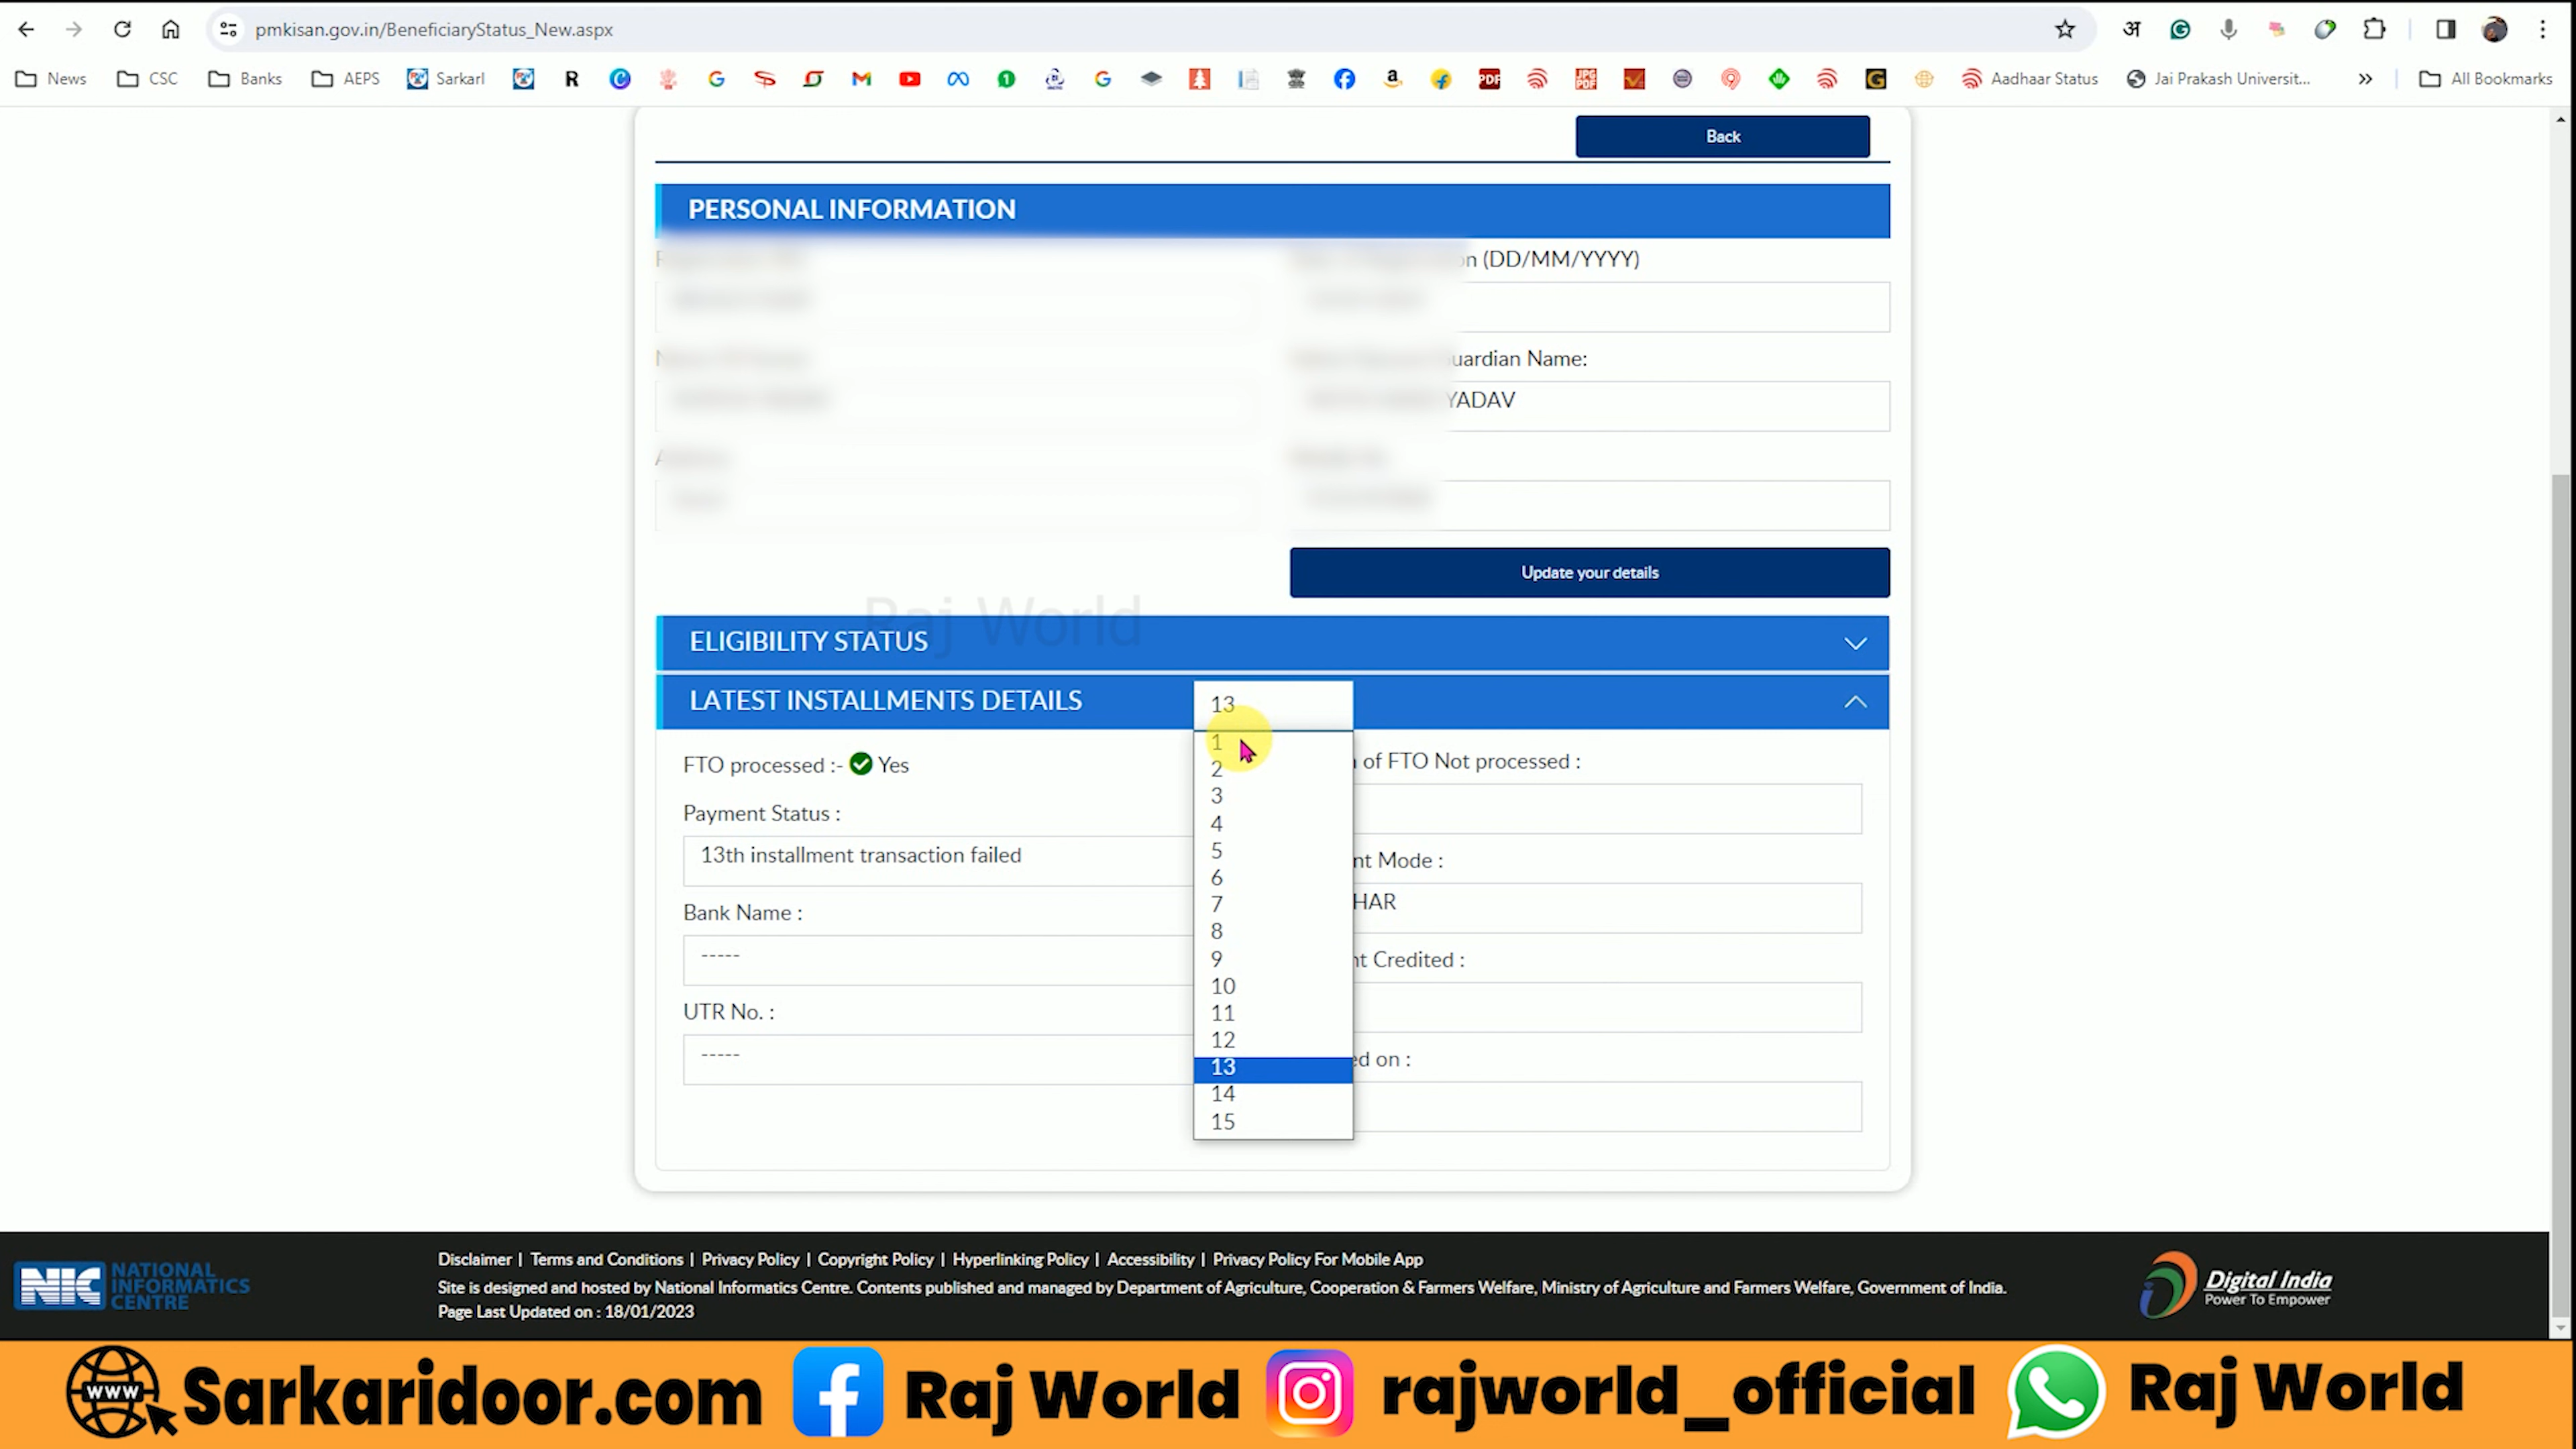 pmkisan.gov.in/BeneficiaryStatus_New.aspx
अ
News CSC Banks AEPS Sarkarl R PDF JPG PDF G Aadhaar Status Jai Prakash Universit... » All Bookmarks
Back
PERSONAL INFORMATION
(DD/MM/YYYY)
Name:
YADAV
Update your details
Raj World
ELIGIBILITY STATUS
LATEST INSTALLMENTS DETAILS
13
1
2
3
4
5
6
7
8
9
10
11
12
13
14
15
FTO processed :- Yes
of FTO Not processed :
Payment Status :
13th installment transaction failed
nt Mode :
HAR
Bank Name :
-----
nt Credited :
UTR No. :
-----
ed on :
NIC NATIONAL INFORMATICS CENTRE
Disclaimer | Terms and Conditions | Privacy Policy | Copyright Policy | Hyperlinking Policy | Accessibility | Privacy Policy For Mobile App
Site is designed and hosted by National Informatics Centre. Contents published and managed by Department of Agriculture, Cooperation & Farmers Welfare, Ministry of Agriculture and Farmers Welfare, Government of India.
Page Last Updated on : 18/01/2023
Digital India
Power To Empower
www Sarkaridoor.com Raj World rajworld_official Raj World